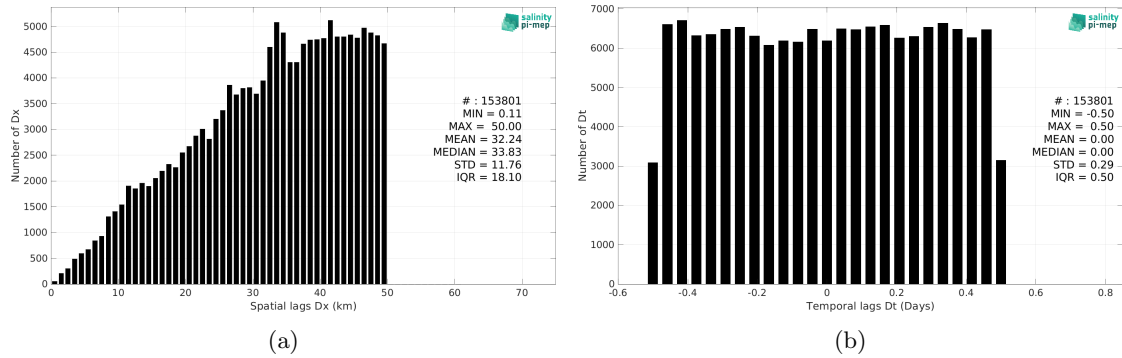 5000
4500
4000
3500
3000
2500
2000
1500
1000
500
0
Number of Dx
0 10 20 30 40 50 60 70
Spatial lags Dx (km)
salinity
pi-mep
# : 153801
MIN = 0.11
MAX = 50.00
MEAN = 32.24
MEDIAN = 33.83
STD = 11.76
IQR = 18.10
(a)
7000
6000
5000
4000
3000
2000
1000
0
Number of Dt
-0.6 -0.4 -0.2 0 0.2 0.4 0.6 0.8
Temporal lags Dt (Days)
salinity
pi-mep
# : 153801
MIN = -0.50
MAX = 0.50
MEAN = 0.00
MEDIAN = 0.00
STD = 0.29
IQR = 0.50
(b)